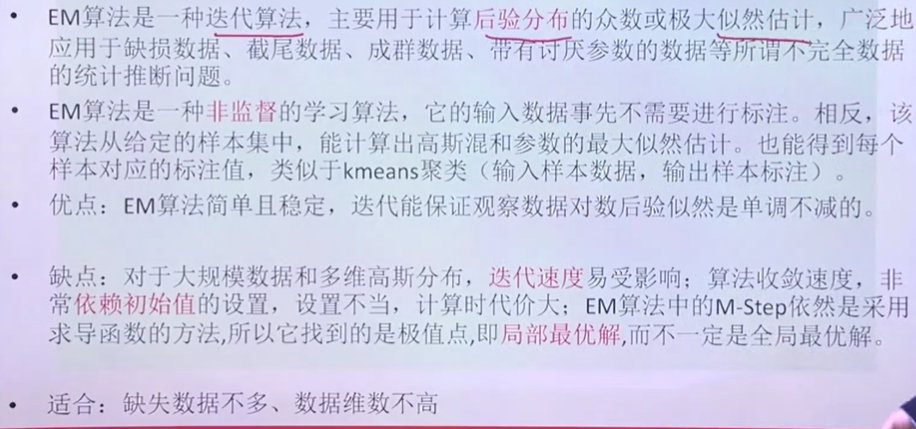 • EM算法是一种迭代算法，主要用于计算后验分布的众数或极大似然估计，广泛地
应用于缺损数据、截尾数据、成群数据、带有讨厌参数的数据等所谓不完全数据
的统计推断问题。
• EM算法是一种非监督的学习算法，它的输入数据事先不需要进行标注。相反，该
算法从给定的样本集中，能计算出高斯混和参数的最大似然估计。也能得到每个
样本对应的标注值，类似于kmeans聚类（输入样本数据，输出样本标注）。
• 优点：EM算法简单且稳定，迭代能保证观察数据对数后验似然是单调不减的。
• 缺点：对于大规模数据和多维高斯分布，迭代速度易受影响；算法收敛速度，非
常依赖初始值的设置，设置不当，计算时代价大；EM算法中的M-Step依然是采用
求导函数的方法,所以它找到的是极值点,即局部最优解,而不一定是全局最优解。
• 适合：缺失数据不多、数据维数不高